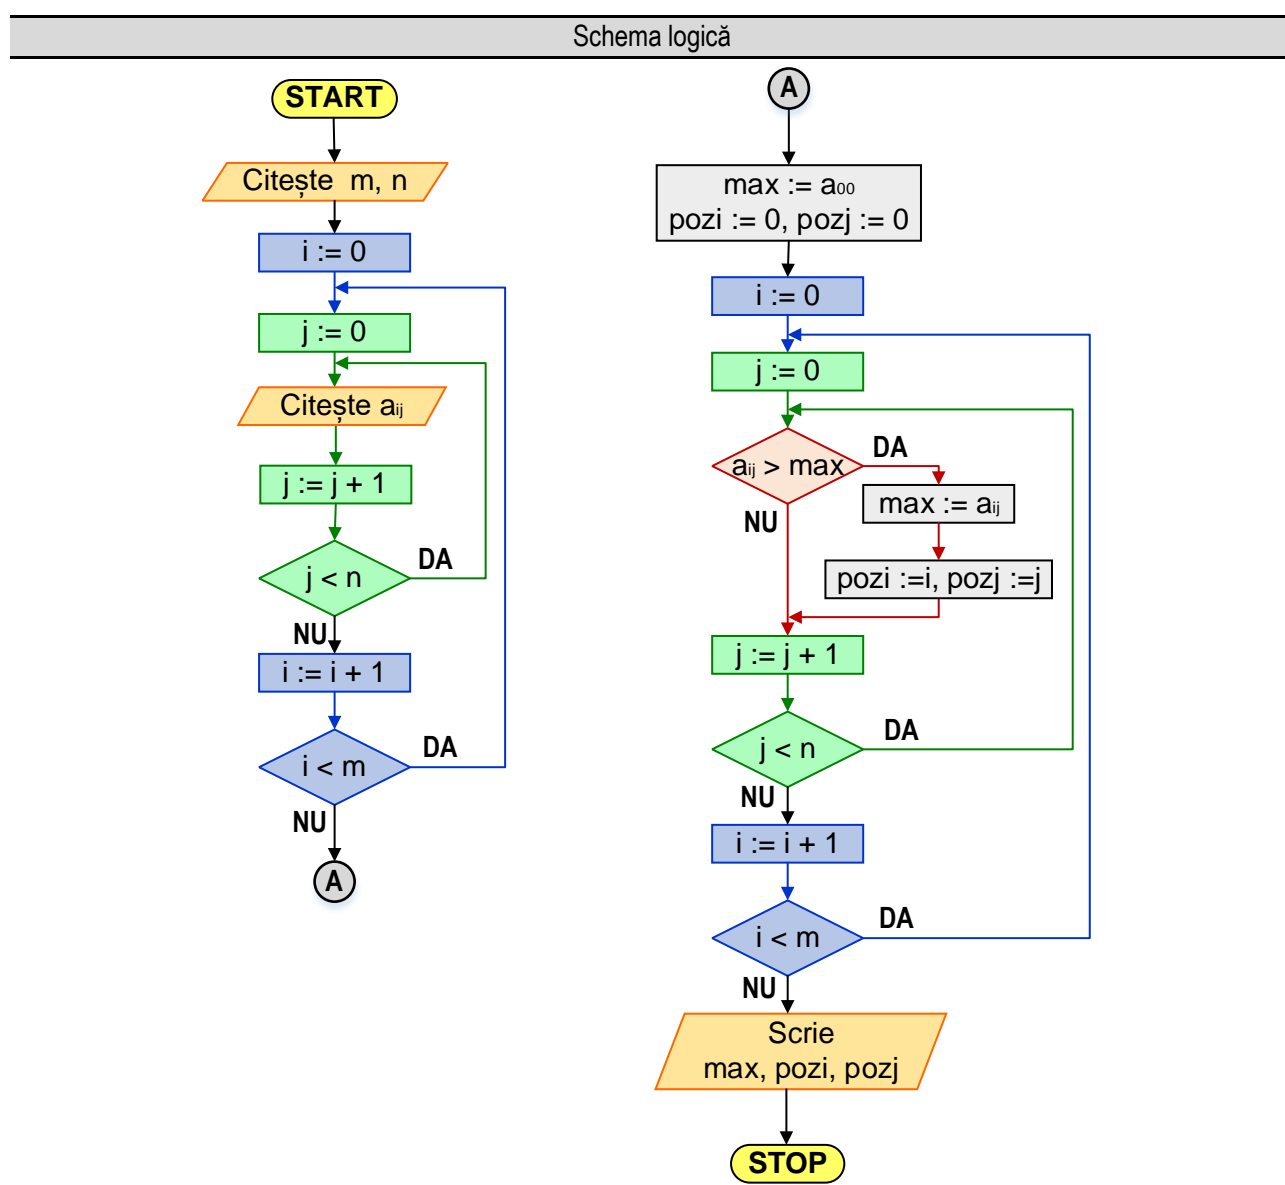 Schema logică
START
Citește m, n
i := 0
j := 0
Citește aij
j := j + 1
j < n
DA
NU
i := i + 1
i < m
DA
NU
A
A
max := a00
pozi := 0, pozj := 0
i := 0
j := 0
aij > max
DA
NU
max := aij
pozi :=i, pozj :=j
j := j + 1
j < n
DA
NU
i := i + 1
i < m
DA
NU
Scrie
max, pozi, pozj
STOP